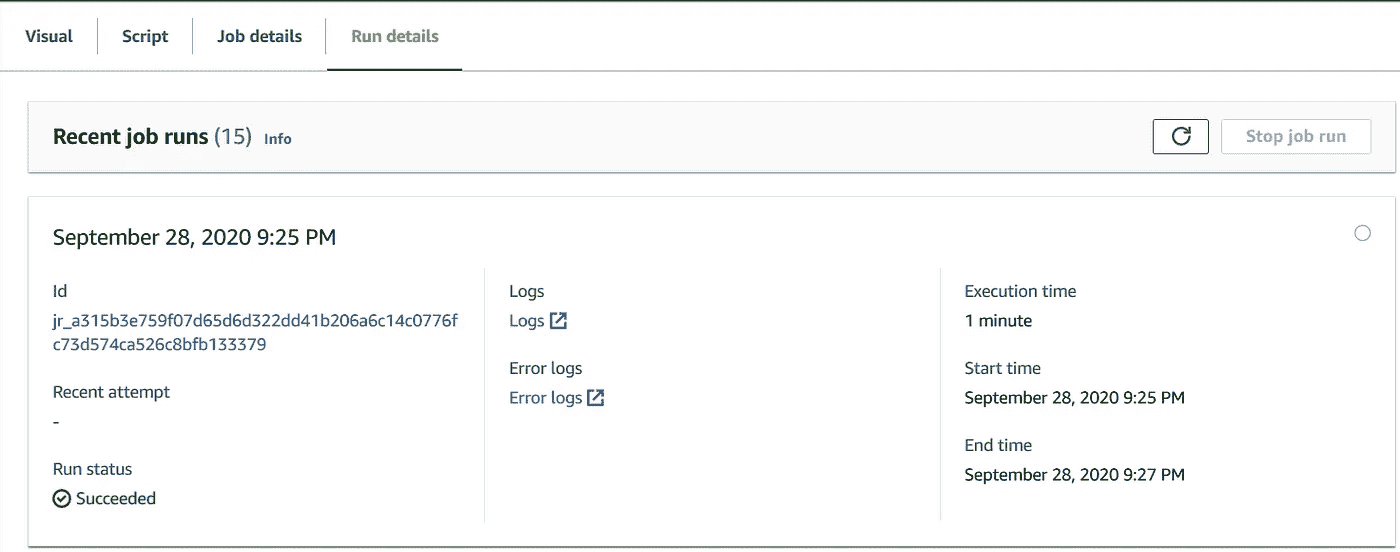 Visual
Script
Job details
Run details
Recent job runs (15) Info
Stop job run
September 28, 2020 9:25 PM
Id
jr_a315b3e759f07d65d6d322dd41b206a6c14c0776f
c73d574ca526c8bfb133379
Recent attempt
-
Run status
Succeeded
Logs
Logs
Error logs
Error logs
Execution time
1 minute
Start time
September 28, 2020 9:25 PM
End time
September 28, 2020 9:27 PM